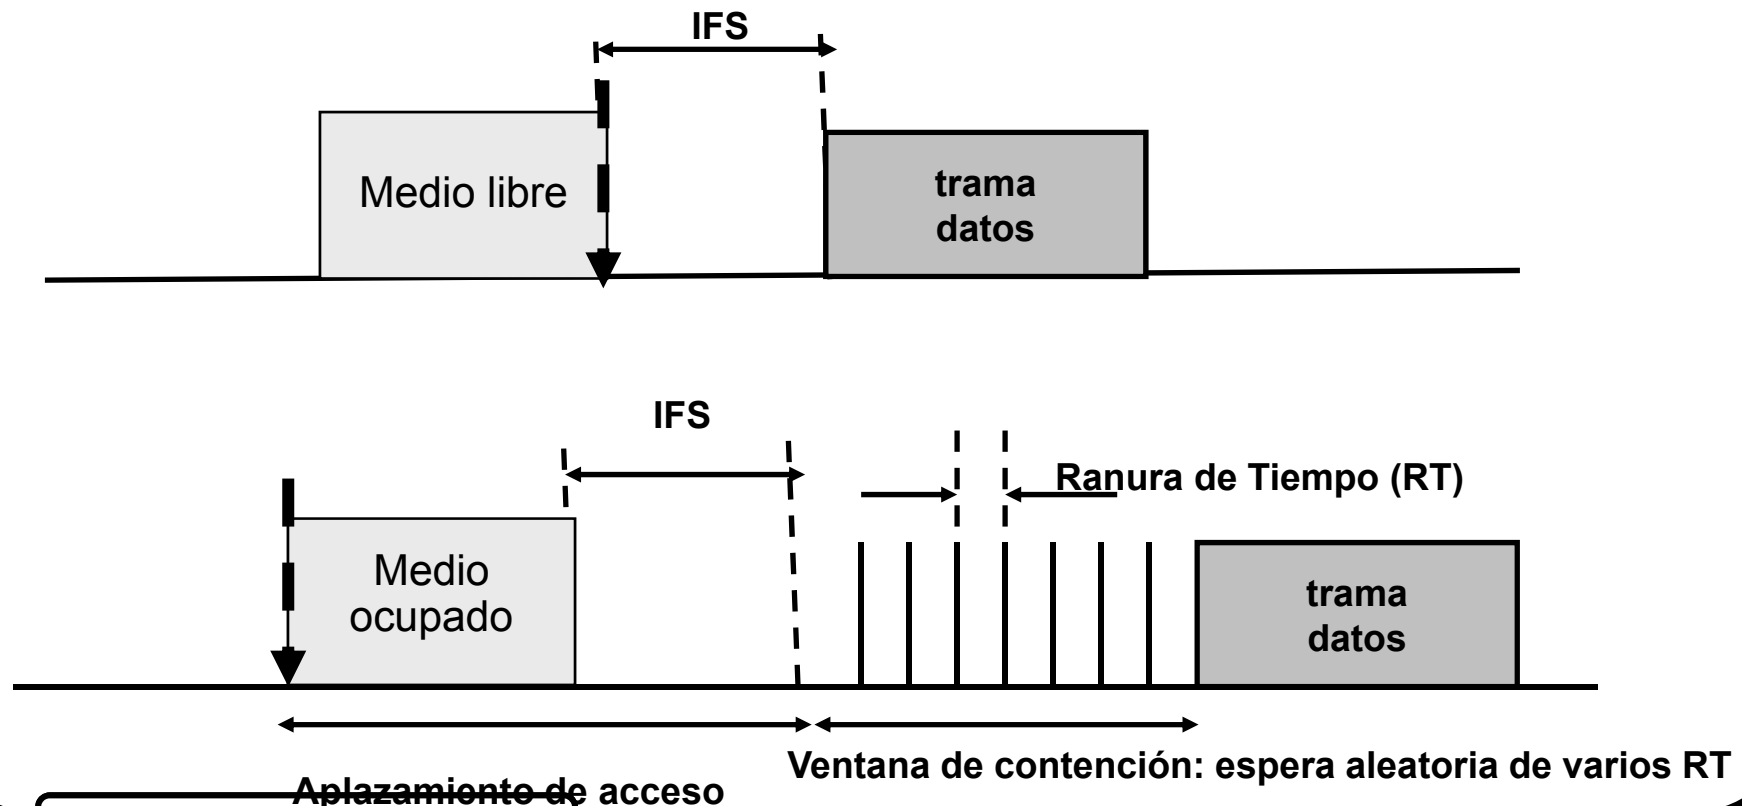 IFS
Medio libre
trama
datos
IFS
Ranura de Tiempo (RT)
Medio
ocupado
trama
datos
Ventana de contención: espera aleatoria de varios RT
Aplazamiento de acceso